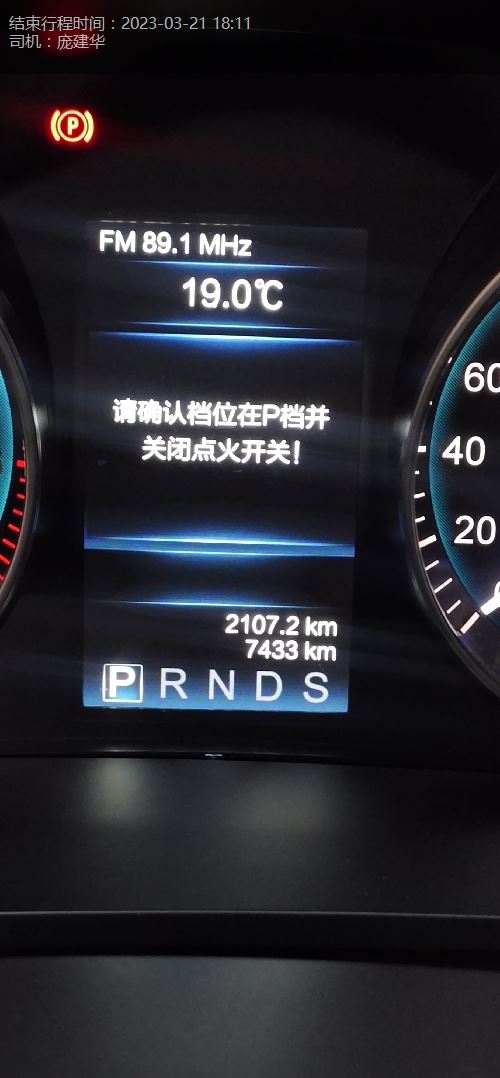 结束行程时间：2023-03-21 18:11
司机：庞建华
P
FM 89.1 MHz
19.0℃
请确认档位在P档并
关闭点火开关！
60
40
20
2107.2 km
7433 km
P R N D S